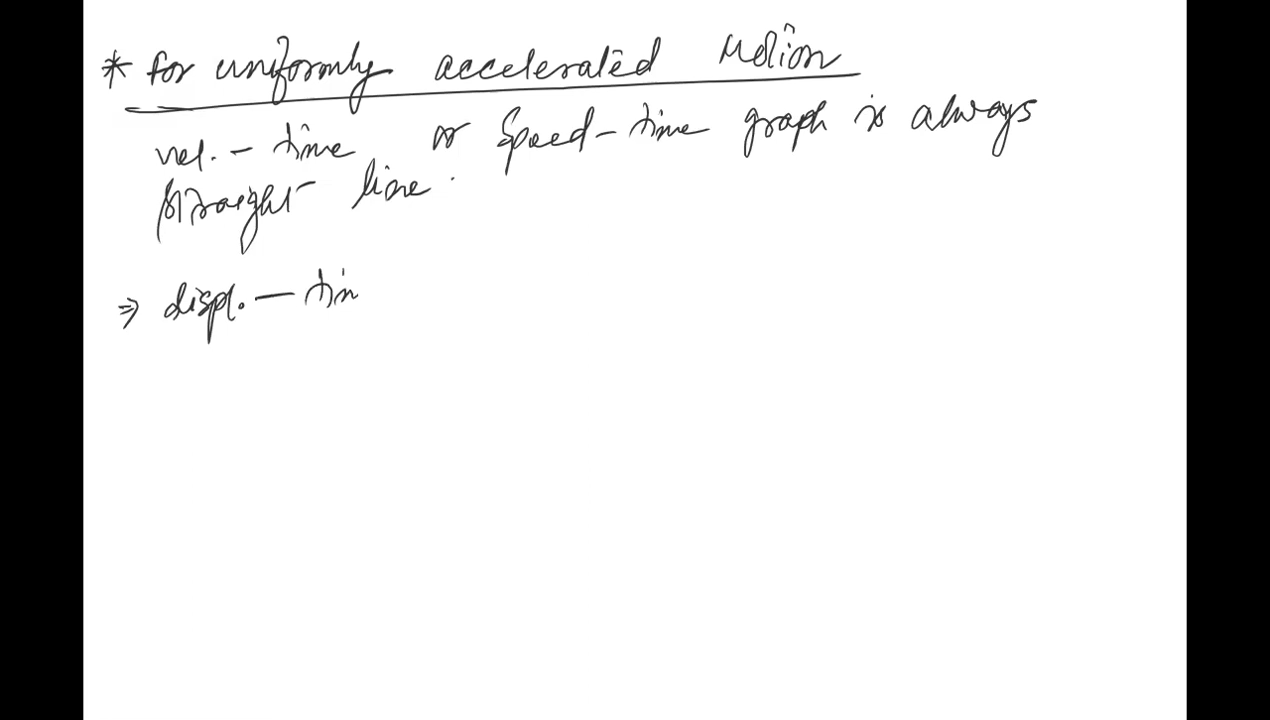 * for uniformly accelerated Motion
vel. - time or Speed - time graph is always
straight line.
⇒ displ. — tim